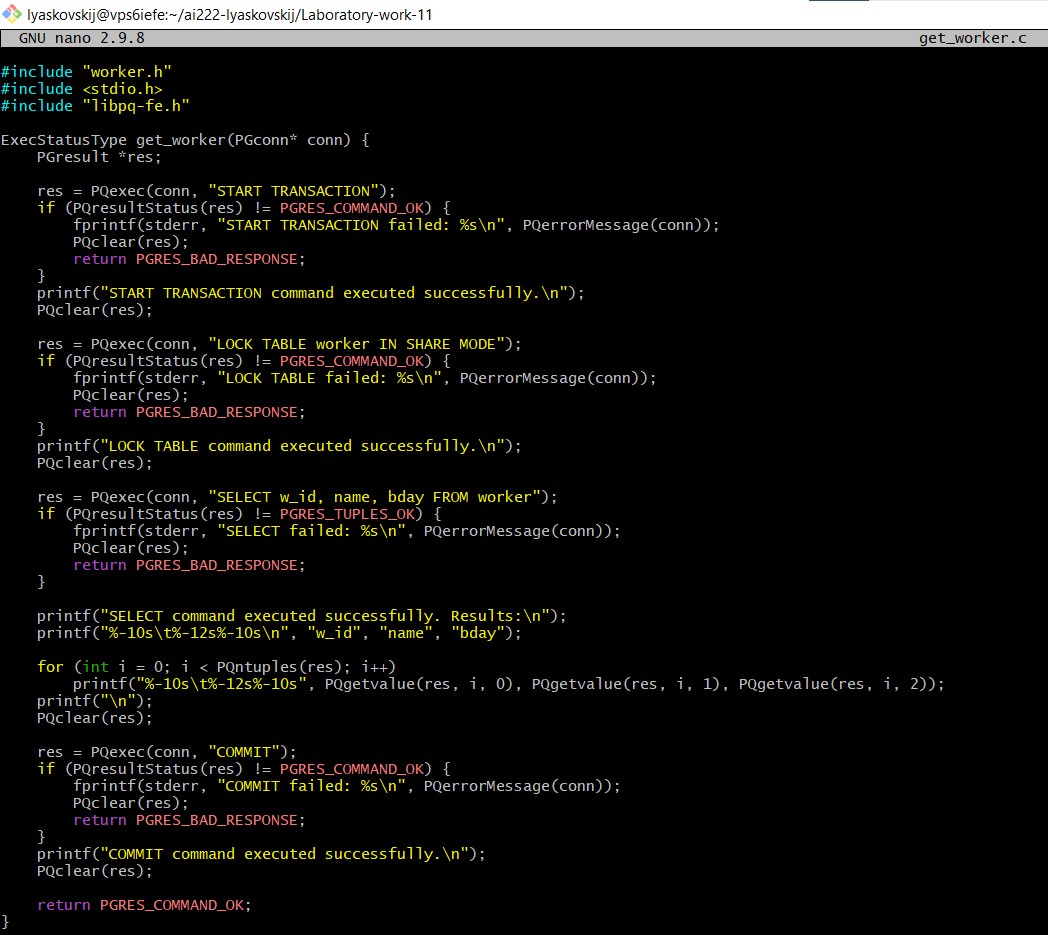 lyaskovskij@vps6iefe:~/ai222-lyaskovskij/Laboratory-work-11
GNU nano 2.9.8 get_worker.c
#include "worker.h"
#include <stdio.h>
#include "libpq-fe.h"
ExecStatusType get_worker(PGconn* conn) {
    PGresult *res;
    res = PQexec(conn, "START TRANSACTION");
    if (PQresultStatus(res) != PGRES_COMMAND_OK) {
        fprintf(stderr, "START TRANSACTION failed: %s\n", PQerrorMessage(conn));
        PQclear(res);
        return PGRES_BAD_RESPONSE;
    }
    printf("START TRANSACTION command executed successfully.\n");
    PQclear(res);
    res = PQexec(conn, "LOCK TABLE worker IN SHARE MODE");
    if (PQresultStatus(res) != PGRES_COMMAND_OK) {
        fprintf(stderr, "LOCK TABLE failed: %s\n", PQerrorMessage(conn));
        PQclear(res);
        return PGRES_BAD_RESPONSE;
    }
    printf("LOCK TABLE command executed successfully.\n");
    PQclear(res);
    res = PQexec(conn, "SELECT w_id, name, bday FROM worker");
    if (PQresultStatus(res) != PGRES_TUPLES_OK) {
        fprintf(stderr, "SELECT failed: %s\n", PQerrorMessage(conn));
        PQclear(res);
        return PGRES_BAD_RESPONSE;
    }
    printf("SELECT command executed successfully. Results:\n");
    printf("%-10s\t%-12s%-10s\n", "w_id", "name", "bday");
    for (int i = 0; i < PQntuples(res); i++)
        printf("%-10s\t%-12s%-10s", PQgetvalue(res, i, 0), PQgetvalue(res, i, 1), PQgetvalue(res, i, 2));
    printf("\n");
    PQclear(res);
    res = PQexec(conn, "COMMIT");
    if (PQresultStatus(res) != PGRES_COMMAND_OK) {
        fprintf(stderr, "COMMIT failed: %s\n", PQerrorMessage(conn));
        PQclear(res);
        return PGRES_BAD_RESPONSE;
    }
    printf("COMMIT command executed successfully.\n");
    PQclear(res);
    return PGRES_COMMAND_OK;
}